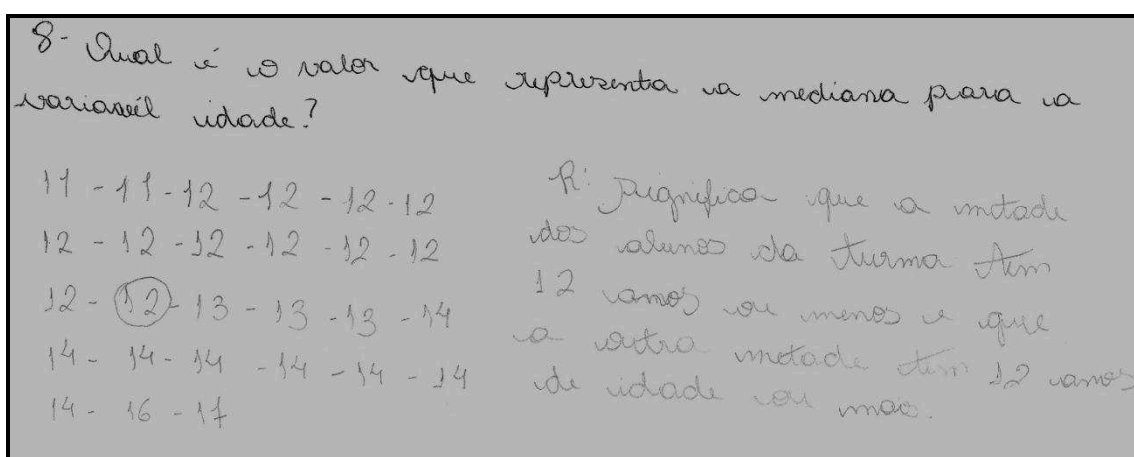 8- Qual é o valor que representa a mediana para a
variavél idade?
11 - 11 - 12 - 12 - 12 - 12
12 - 12 - 12 - 12 - 12 - 12
12 - 12 - 13 - 13 - 13 - 14
14 - 14 - 14 - 14 - 14 - 14
14 - 16 - 17
R: Significa que a metade
dos alunos da turma tem
12 anos ou menos e que
a outra metade tem 12 anos
de idade ou mais.